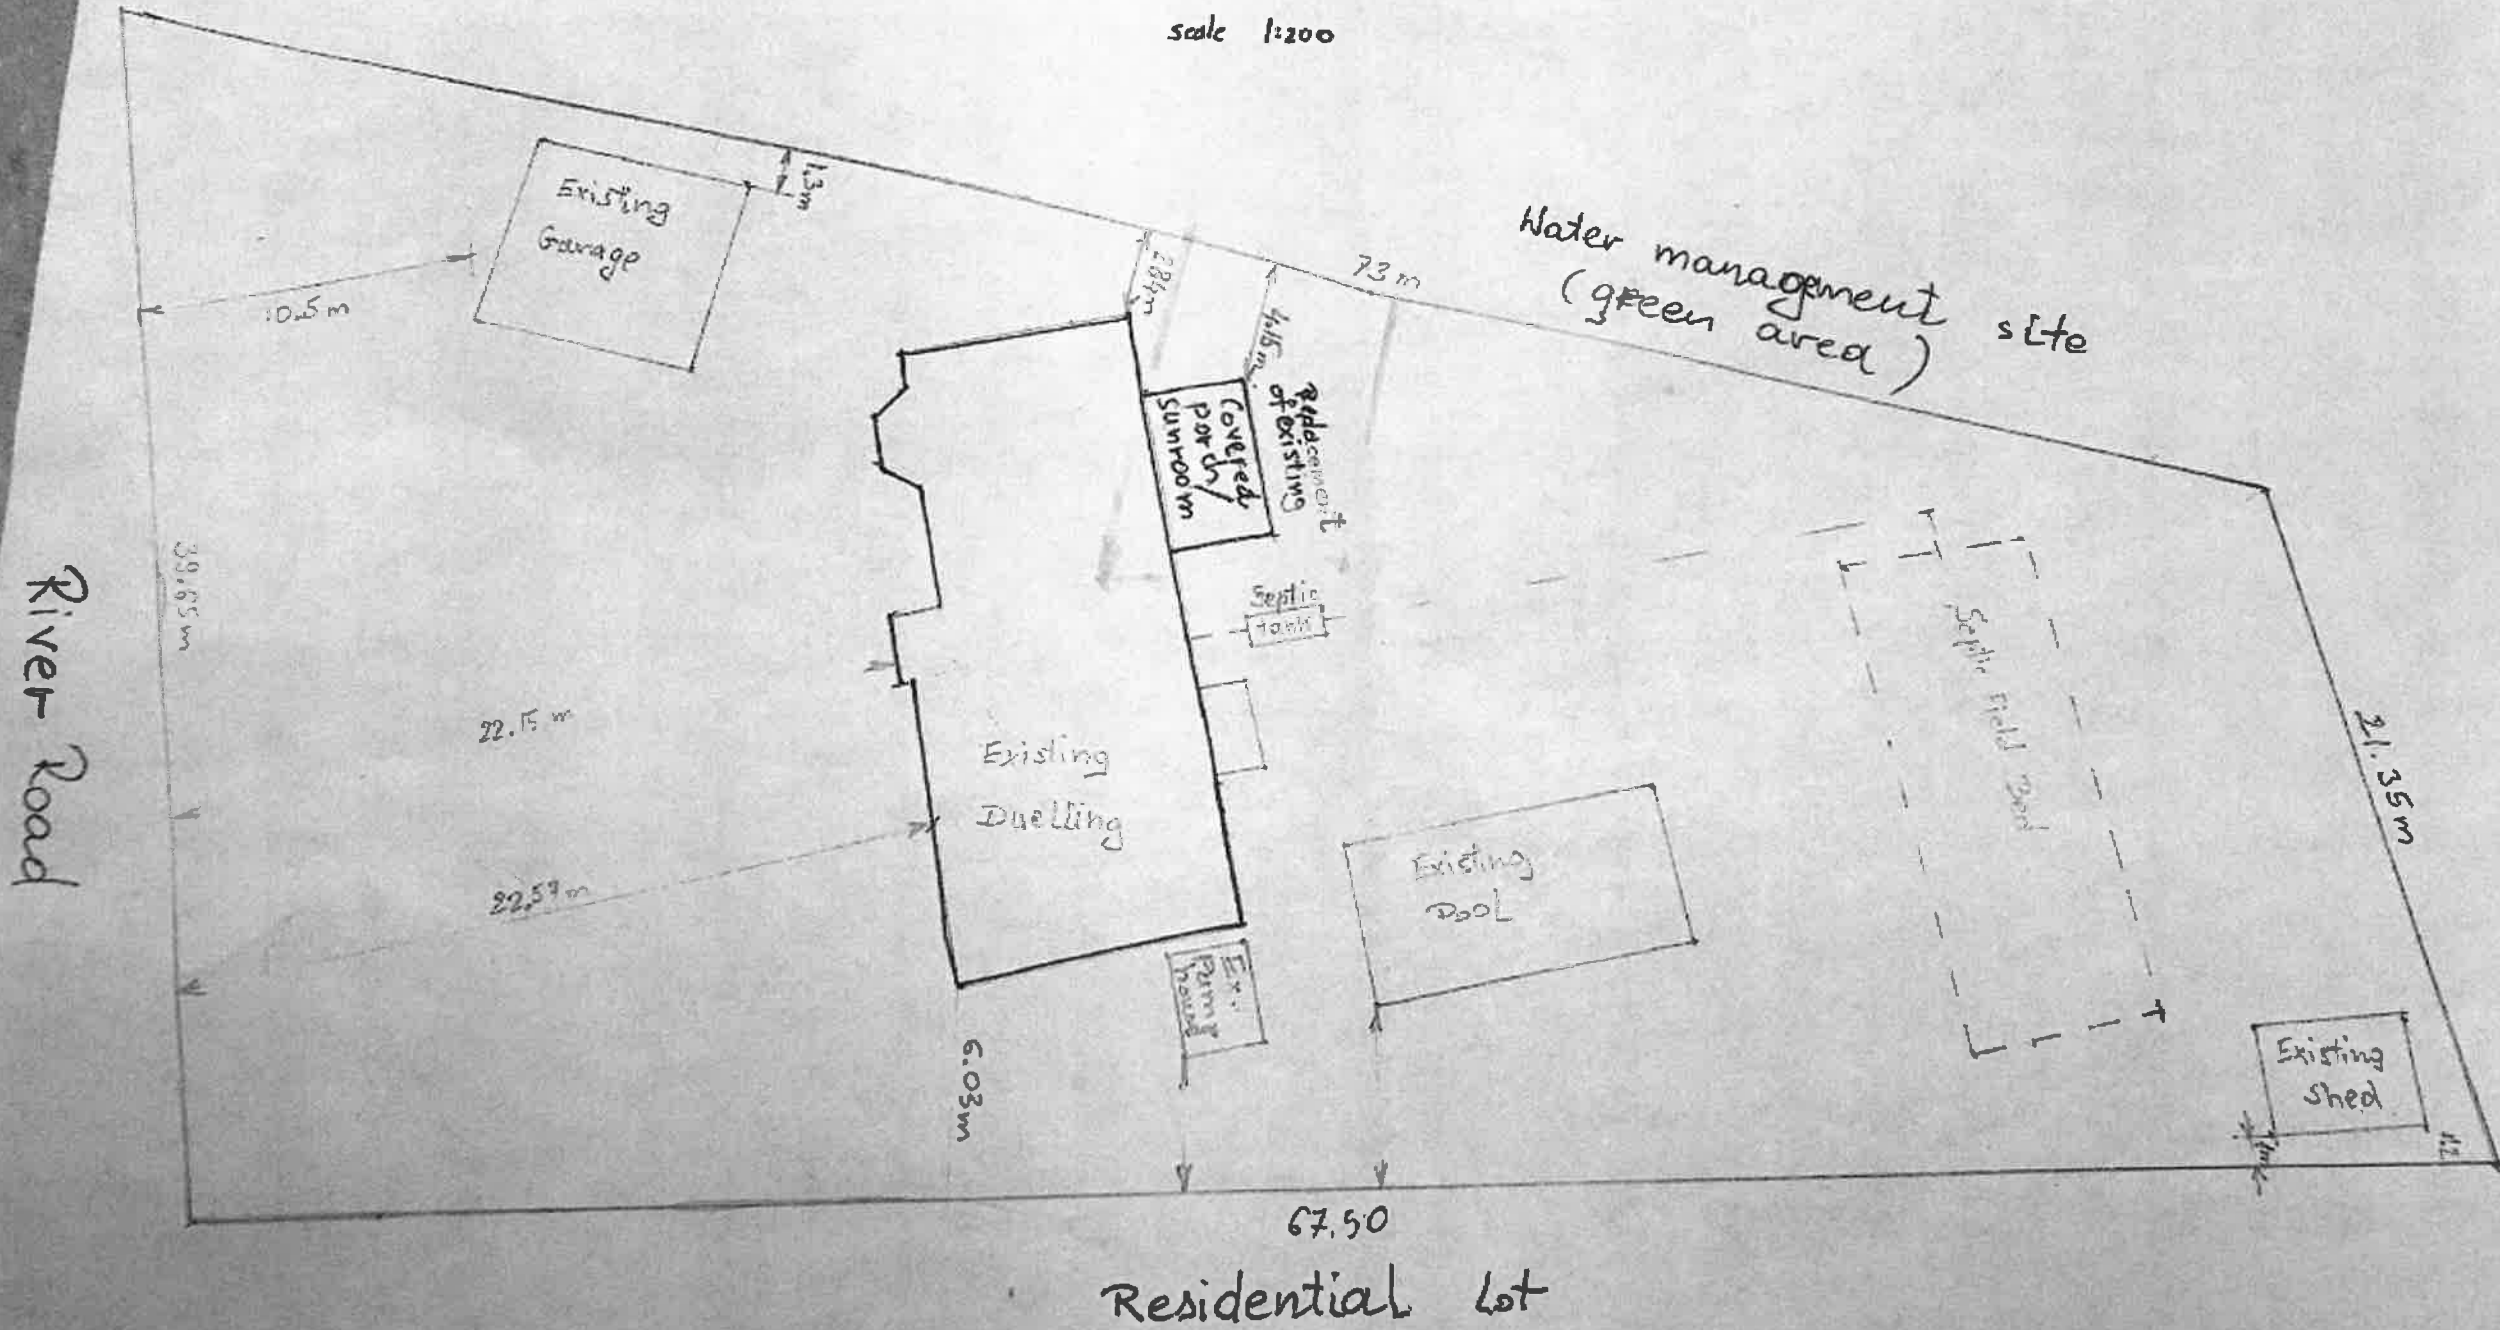 scale 1:200
Existing
Garage
1.3m
10.5m
2.84m
4.15m
73m
Water management site
(green area)
Replacement
of existing
Covered
porch/
sunroom
39.65m
River Road
Septic
tank
22.15 m
Existing
Duelling
22,57m
Existing
Pool
Septic Field Bed
21.35m
Ex.
Pump
house
6.03m
Existing
Shed
1m
67.50
Residential Lot